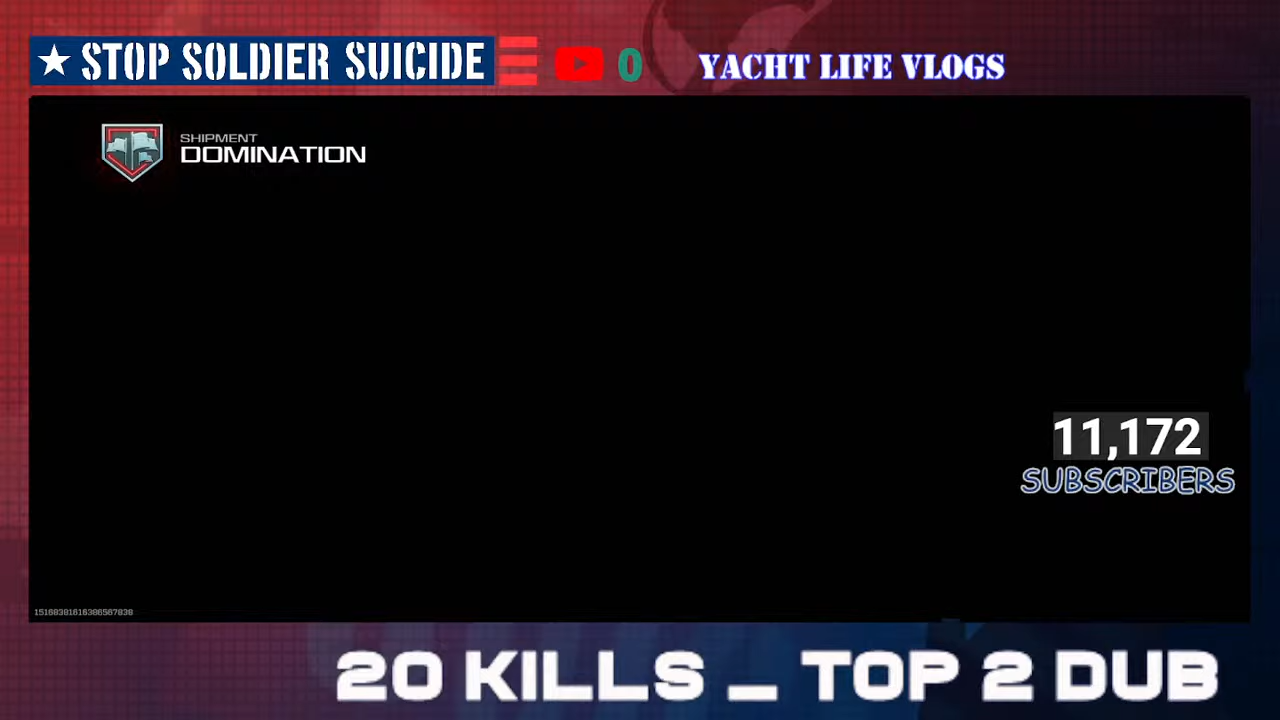 STOP SOLDIER SUICIDE
0
YACHT LIFE VLOGS
SHIPMENT
DOMINATION
11,172
SUBSCRIBERS
20 KILLS _ TOP 2 DUB